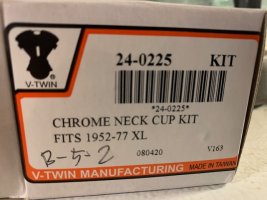 24-0225 KIT
V-TWIN
*24-0225*
CHROME NECK CUP KIT
FITS 1952-77 XL
B-5-2
080420 V163
V-TWIN MANUFACTURING MADE IN TAIWAN